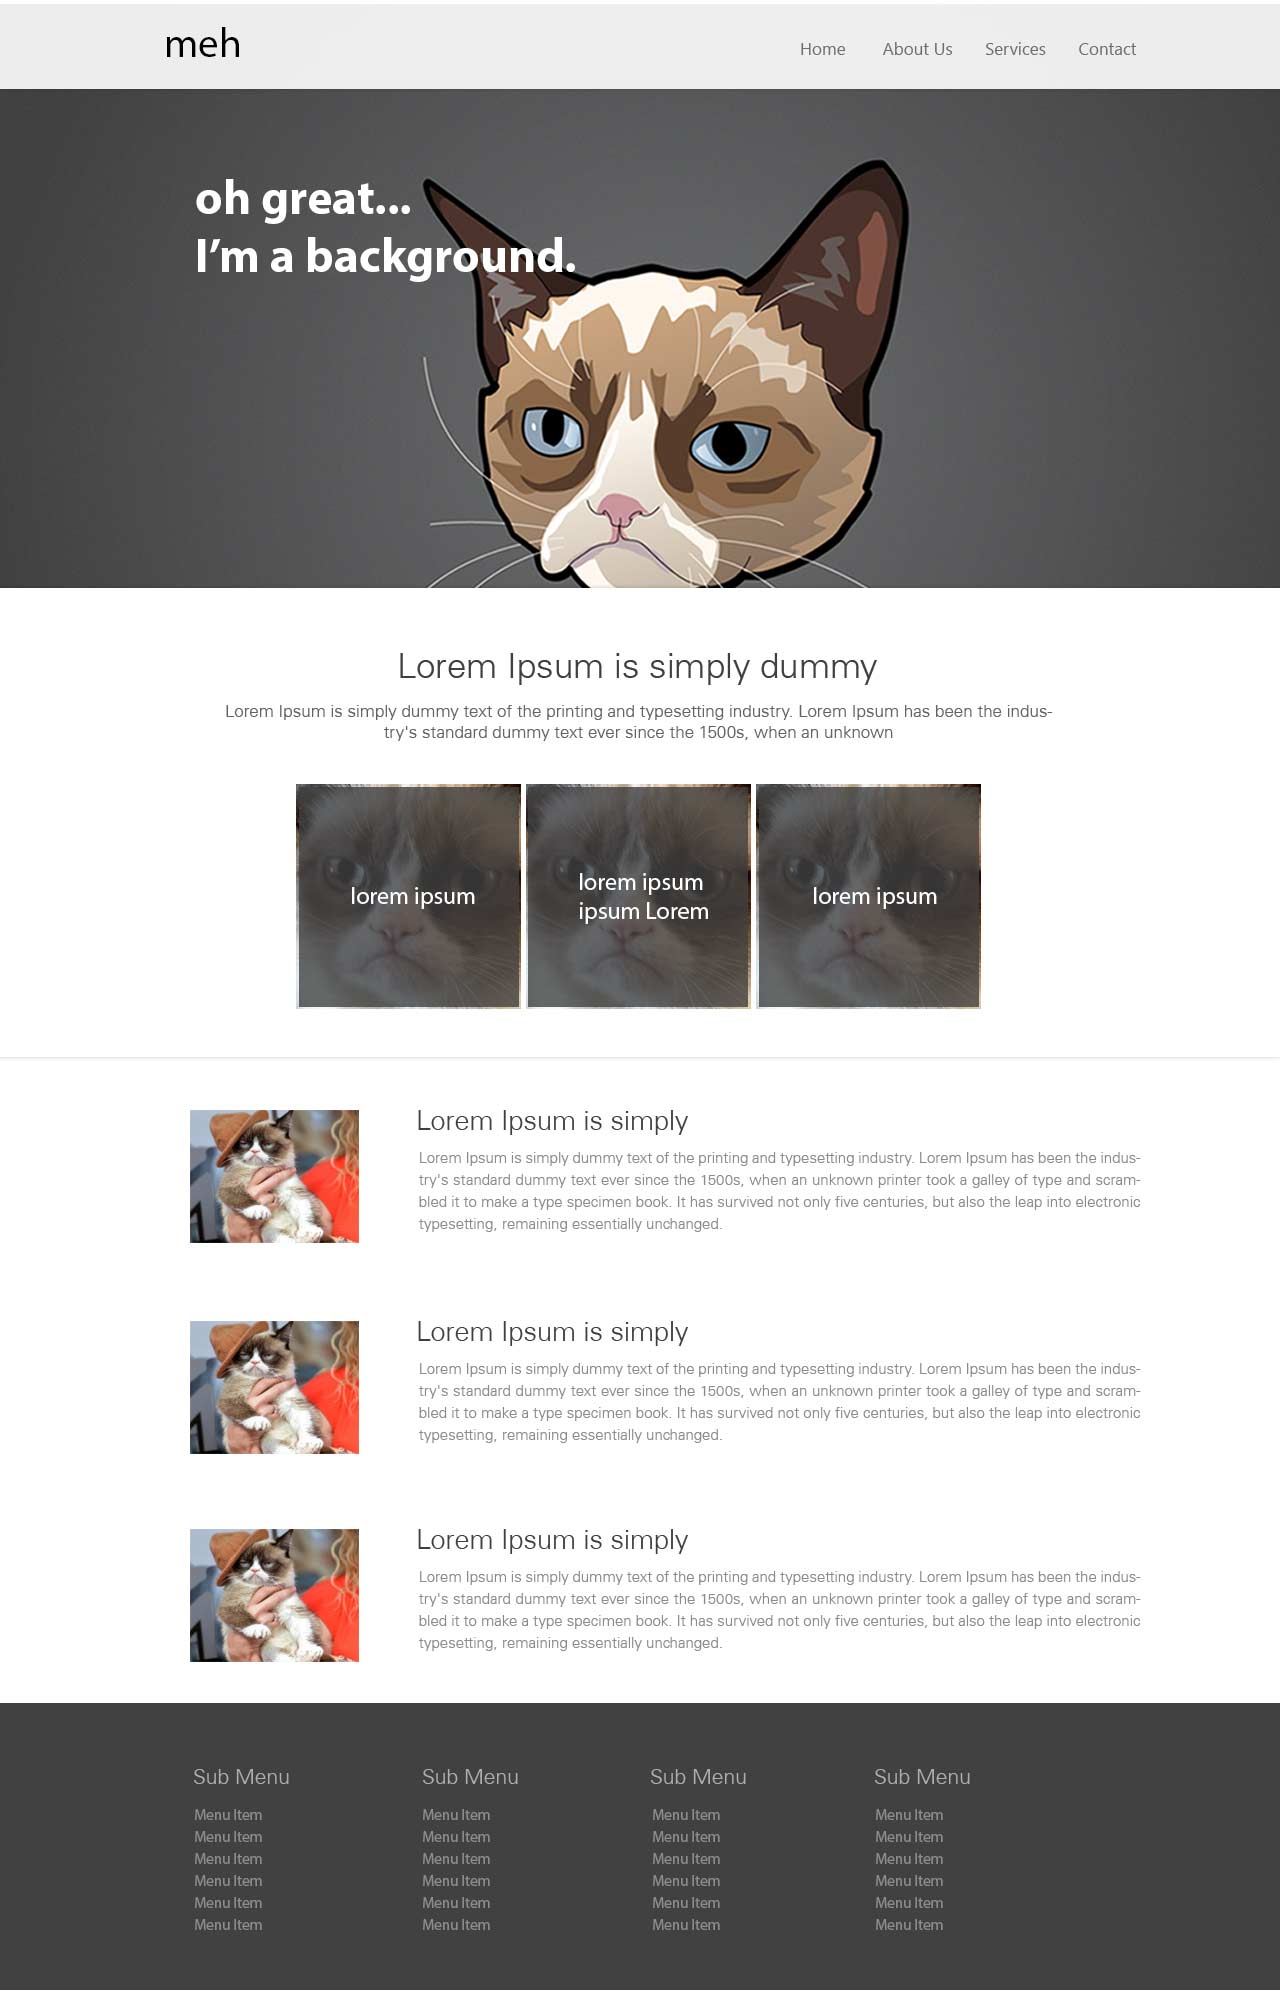 meh
Home About Us Services Contact
oh great...
I'm a background.
Lorem Ipsum is simply dummy
Lorem Ipsum is simply dummy text of the printing and typesetting industry. Lorem Ipsum has been the indus-
try's standard dummy text ever since the 1500s, when an unknown
lorem ipsum
lorem ipsum
ipsum Lorem
lorem ipsum
Lorem Ipsum is simply
Lorem Ipsum is simply dummy text of the printing and typesetting industry. Lorem Ipsum has been the indus-
try's standard dummy text ever since the 1500s, when an unknown printer took a galley of type and scram-
bled it to make a type specimen book. It has survived not only five centuries, but also the leap into electronic
typesetting, remaining essentially unchanged.
Lorem Ipsum is simply
Lorem Ipsum is simply dummy text of the printing and typesetting industry. Lorem Ipsum has been the indus-
try's standard dummy text ever since the 1500s, when an unknown printer took a galley of type and scram-
bled it to make a type specimen book. It has survived not only five centuries, but also the leap into electronic
typesetting, remaining essentially unchanged.
Lorem Ipsum is simply
Lorem Ipsum is simply dummy text of the printing and typesetting industry. Lorem Ipsum has been the indus-
try's standard dummy text ever since the 1500s, when an unknown printer took a galley of type and scram-
bled it to make a type specimen book. It has survived not only five centuries, but also the leap into electronic
typesetting, remaining essentially unchanged.
Sub Menu
Menu Item
Menu Item
Menu Item
Menu Item
Menu Item
Menu Item
Sub Menu
Menu Item
Menu Item
Menu Item
Menu Item
Menu Item
Menu Item
Sub Menu
Menu Item
Menu Item
Menu Item
Menu Item
Menu Item
Menu Item
Sub Menu
Menu Item
Menu Item
Menu Item
Menu Item
Menu Item
Menu Item